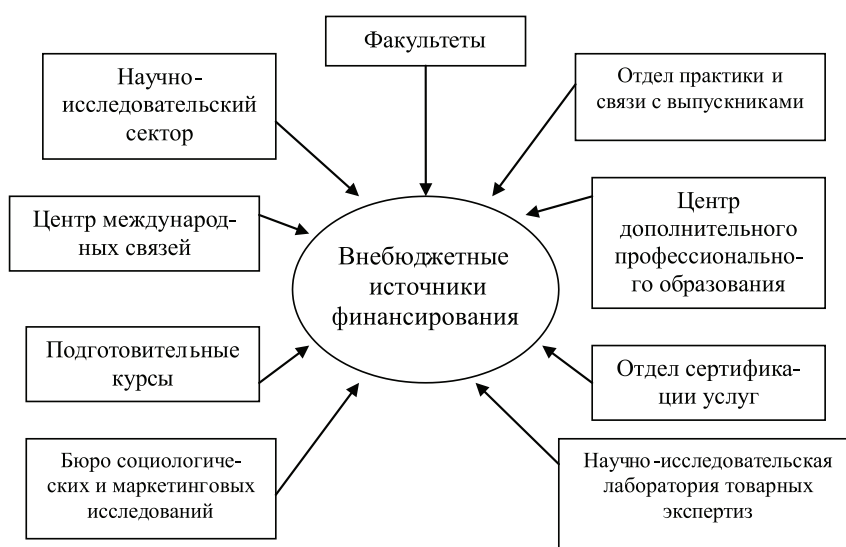 Факультеты
Научно-
исследовательский
сектор
Отдел практики и
связи с выпускниками
Центр международ-
ных связей
Центр
дополнительного
профессионально-
го образования
Внебюджетные
источники
финансирования
Подготовительные
курсы
Отдел сертифика-
ции услуг
Бюро социологиче-
ских и маркетинговых
исследований
Научно-исследовательская
лаборатория товарных
экспертиз